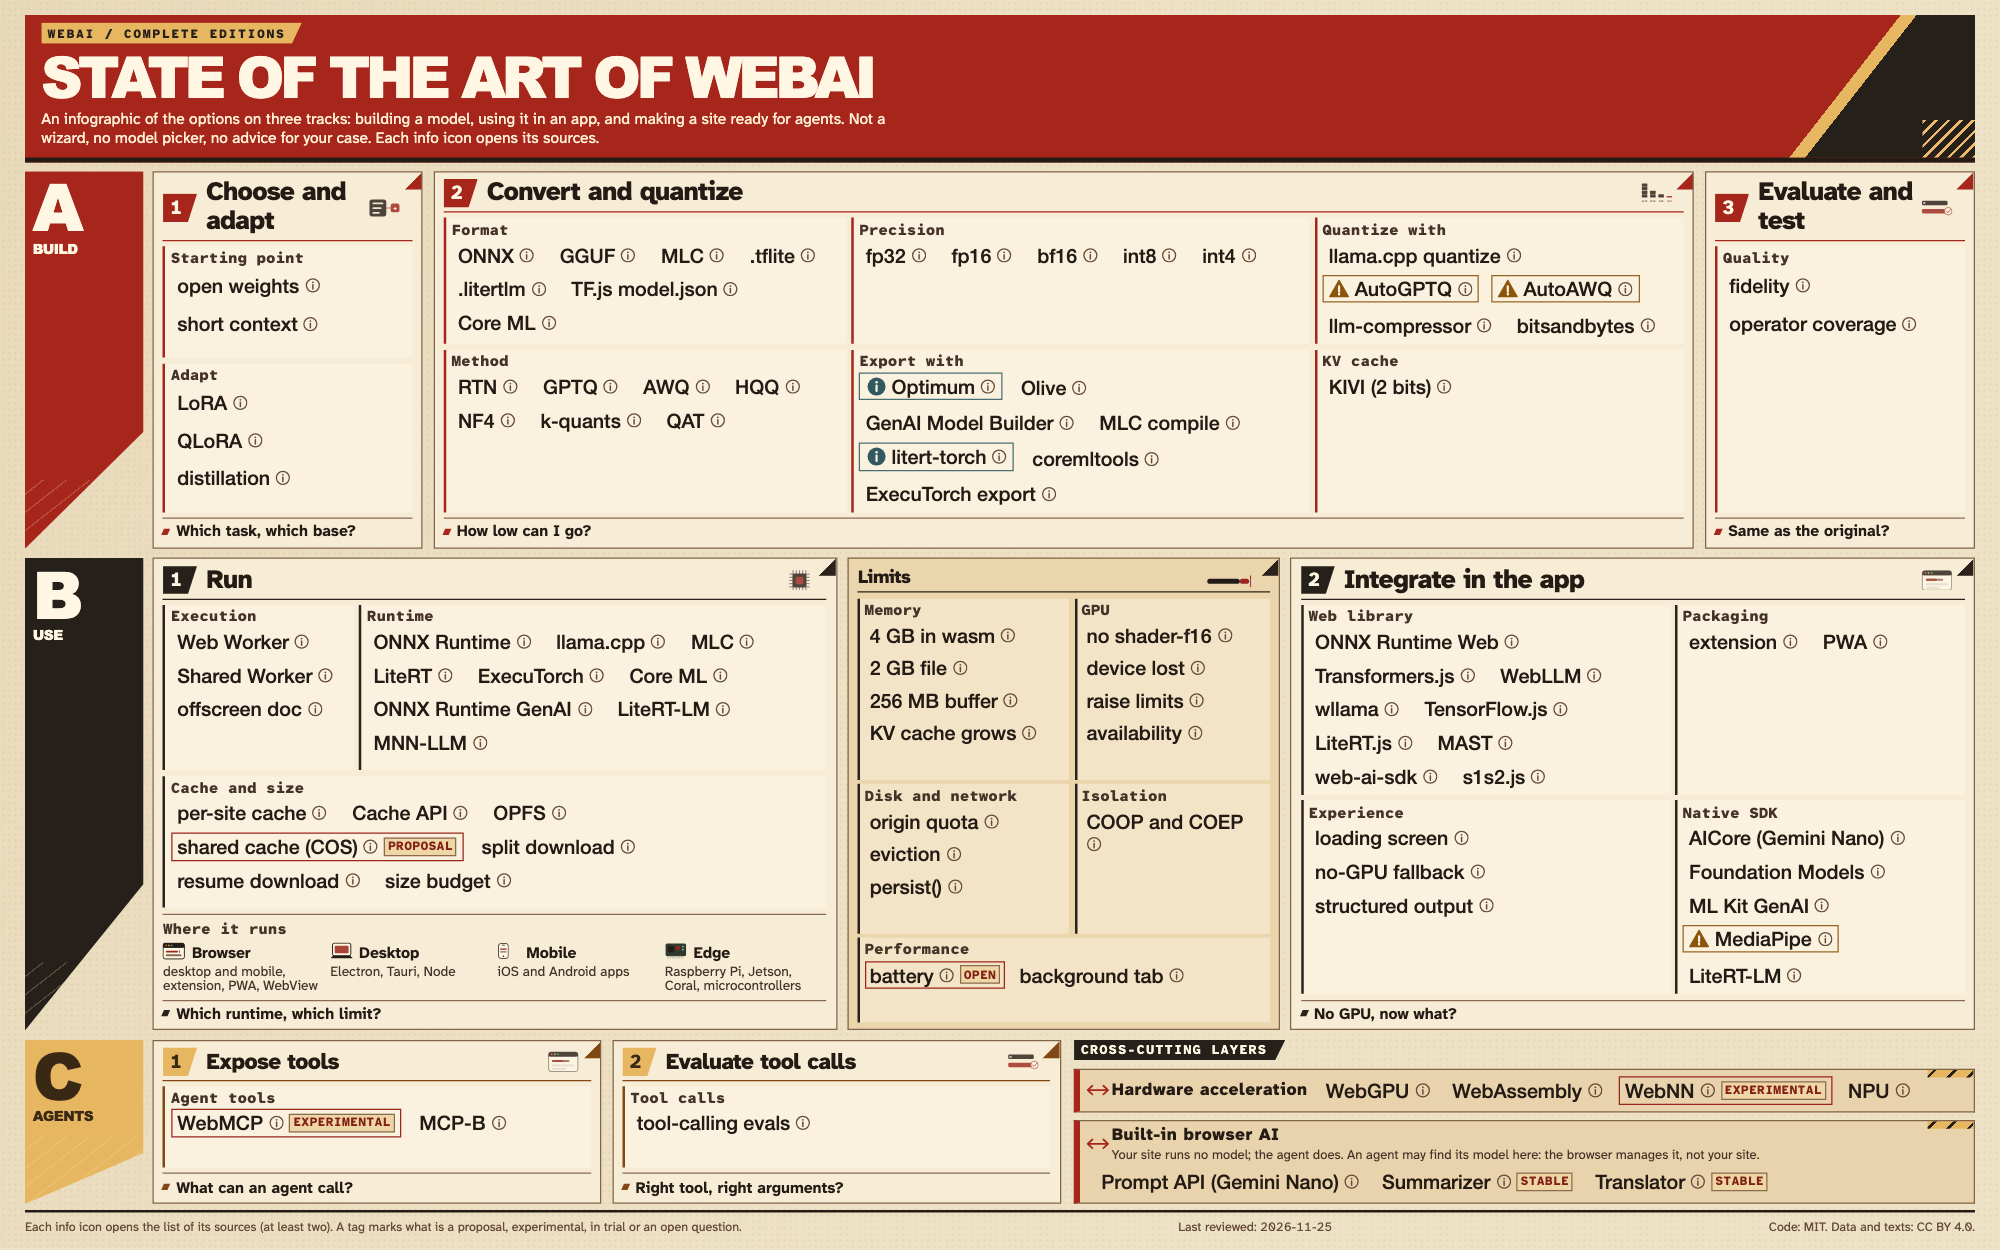 WEBAI / COMPLETE EDITIONS
STATE OF THE ART OF WEBAI
An infographic of the options on three tracks: building a model, using it in an app, and making a site ready for agents. Not a
wizard, no model picker, no advice for your case. Each info icon opens its sources.
A
BUILD
1 Choose and
adapt
Starting point
open weights
short context
Adapt
LoRA
QLoRA
distillation
Which task, which base?
2 Convert and quantize
Format
ONNX GGUF MLC .tflite
.litertlm TF.js model.json
Core ML
Precision
fp32 fp16 bf16 int8 int4
Quantize with
llama.cpp quantize
AutoGPTQ AutoAWQ
llm-compressor bitsandbytes
Method
RTN GPTQ AWQ HQQ
NF4 k-quants QAT
Export with
Optimum Olive
GenAI Model Builder MLC compile
litert-torch coremltools
ExecuTorch export
KV cache
KIVI (2 bits)
How low can I go?
3 Evaluate and
test
Quality
fidelity
operator coverage
Same as the original?
B
USE
1 Run
Execution
Web Worker
Shared Worker
offscreen doc
Runtime
ONNX Runtime llama.cpp MLC
LiteRT ExecuTorch Core ML
ONNX Runtime GenAI LiteRT-LM
MNN-LLM
Cache and size
per-site cache Cache API OPFS
shared cache (COS) PROPOSAL split download
resume download size budget
Where it runs
Browser
desktop and mobile,
extension, PWA, WebView
Desktop
Electron, Tauri, Node
Mobile
iOS and Android apps
Edge
Raspberry Pi, Jetson,
Coral, microcontrollers
Which runtime, which limit?
Limits
Memory
4 GB in wasm
2 GB file
256 MB buffer
KV cache grows
GPU
no shader-f16
device lost
raise limits
availability
Disk and network
origin quota
eviction
persist()
Isolation
COOP and COEP
Performance
battery OPEN background tab
2 Integrate in the app
Web library
ONNX Runtime Web
Transformers.js WebLLM
wllama TensorFlow.js
LiteRT.js MAST
web-ai-sdk s1s2.js
Packaging
extension PWA
Experience
loading screen
no-GPU fallback
structured output
Native SDK
AICore (Gemini Nano)
Foundation Models
ML Kit GenAI
MediaPipe
LiteRT-LM
No GPU, now what?
C
AGENTS
1 Expose tools
Agent tools
WebMCP EXPERIMENTAL MCP-B
What can an agent call?
2 Evaluate tool calls
Tool calls
tool-calling evals
Right tool, right arguments?
CROSS-CUTTING LAYERS
Hardware acceleration WebGPU WebAssembly WebNN EXPERIMENTAL NPU
Built-in browser AI
Your site runs no model; the agent does. An agent may find its model here: the browser manages it, not your site.
Prompt API (Gemini Nano) Summarizer STABLE Translator STABLE
Each info icon opens the list of its sources (at least two). A tag marks what is a proposal, experimental, in trial or an open question.
Last reviewed: 2026-11-25
Code: MIT. Data and texts: CC BY 4.0.